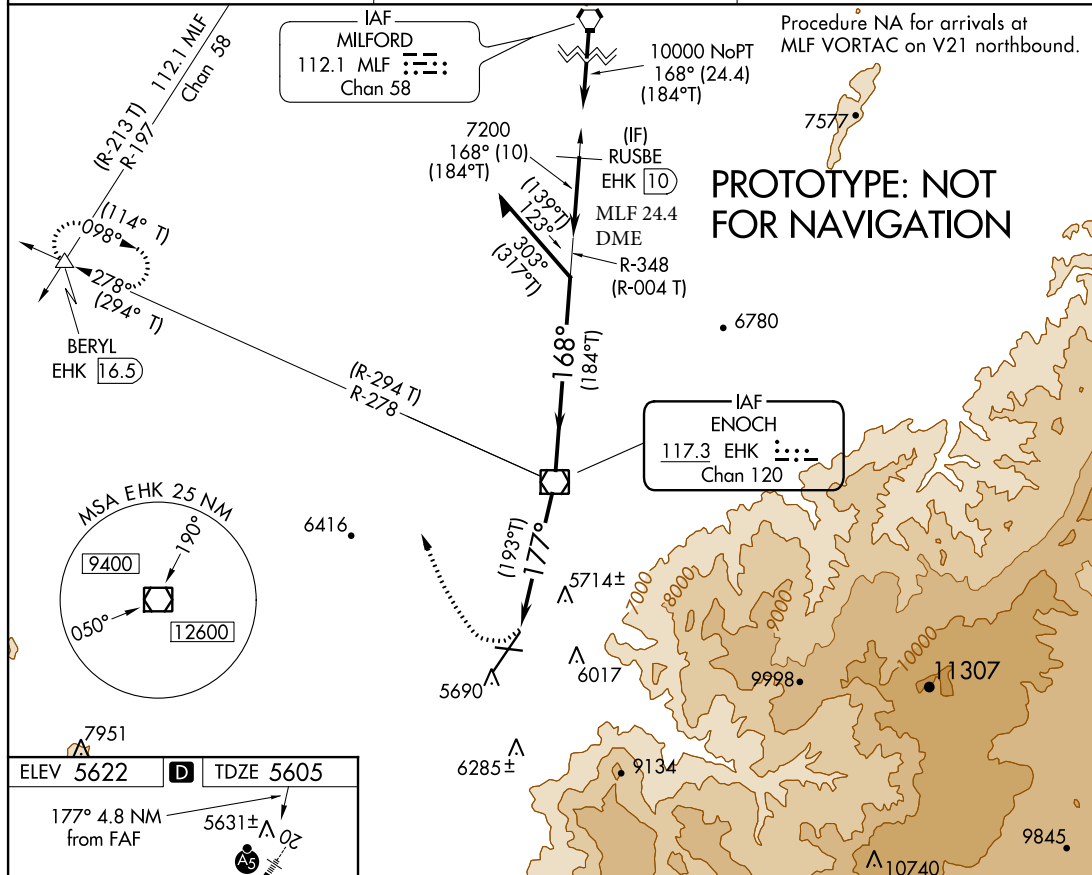 IAF
MILFORD
112.1 MLF
Chan 58
Procedure NA for arrivals at
MLF VORTAC on V21 northbound.
112.1 MLF
Chan 58
10000 NoPT
168° (24.4)
(184°T)
7577
(R-213 T)
R-197
7200
168° (10)
(184°T)
(IF)
RUSBE
EHK 10
MLF 24.4
DME
PROTOTYPE: NOT
FOR NAVIGATION
(139°T)
123°
303°
(317°T)
R-348
(R-004 T)
(114° T)
098°
278°
(294° T)
BERYL
EHK 16.5
6780
168°
(184°T)
(R-294 T)
R-278
IAF
ENOCH
117.3 EHK
Chan 120
MSA EHK 25 NM
190°
9400
050°
12600
6416
177°
(193°T)
5714±
7000
8000
9000
10000
5690
6017
9998
11307
7951
6285±
9134
9845
10740
ELEV 5622
D
TDZE 5605
177° 4.8 NM
from FAF
5631±
20
A5